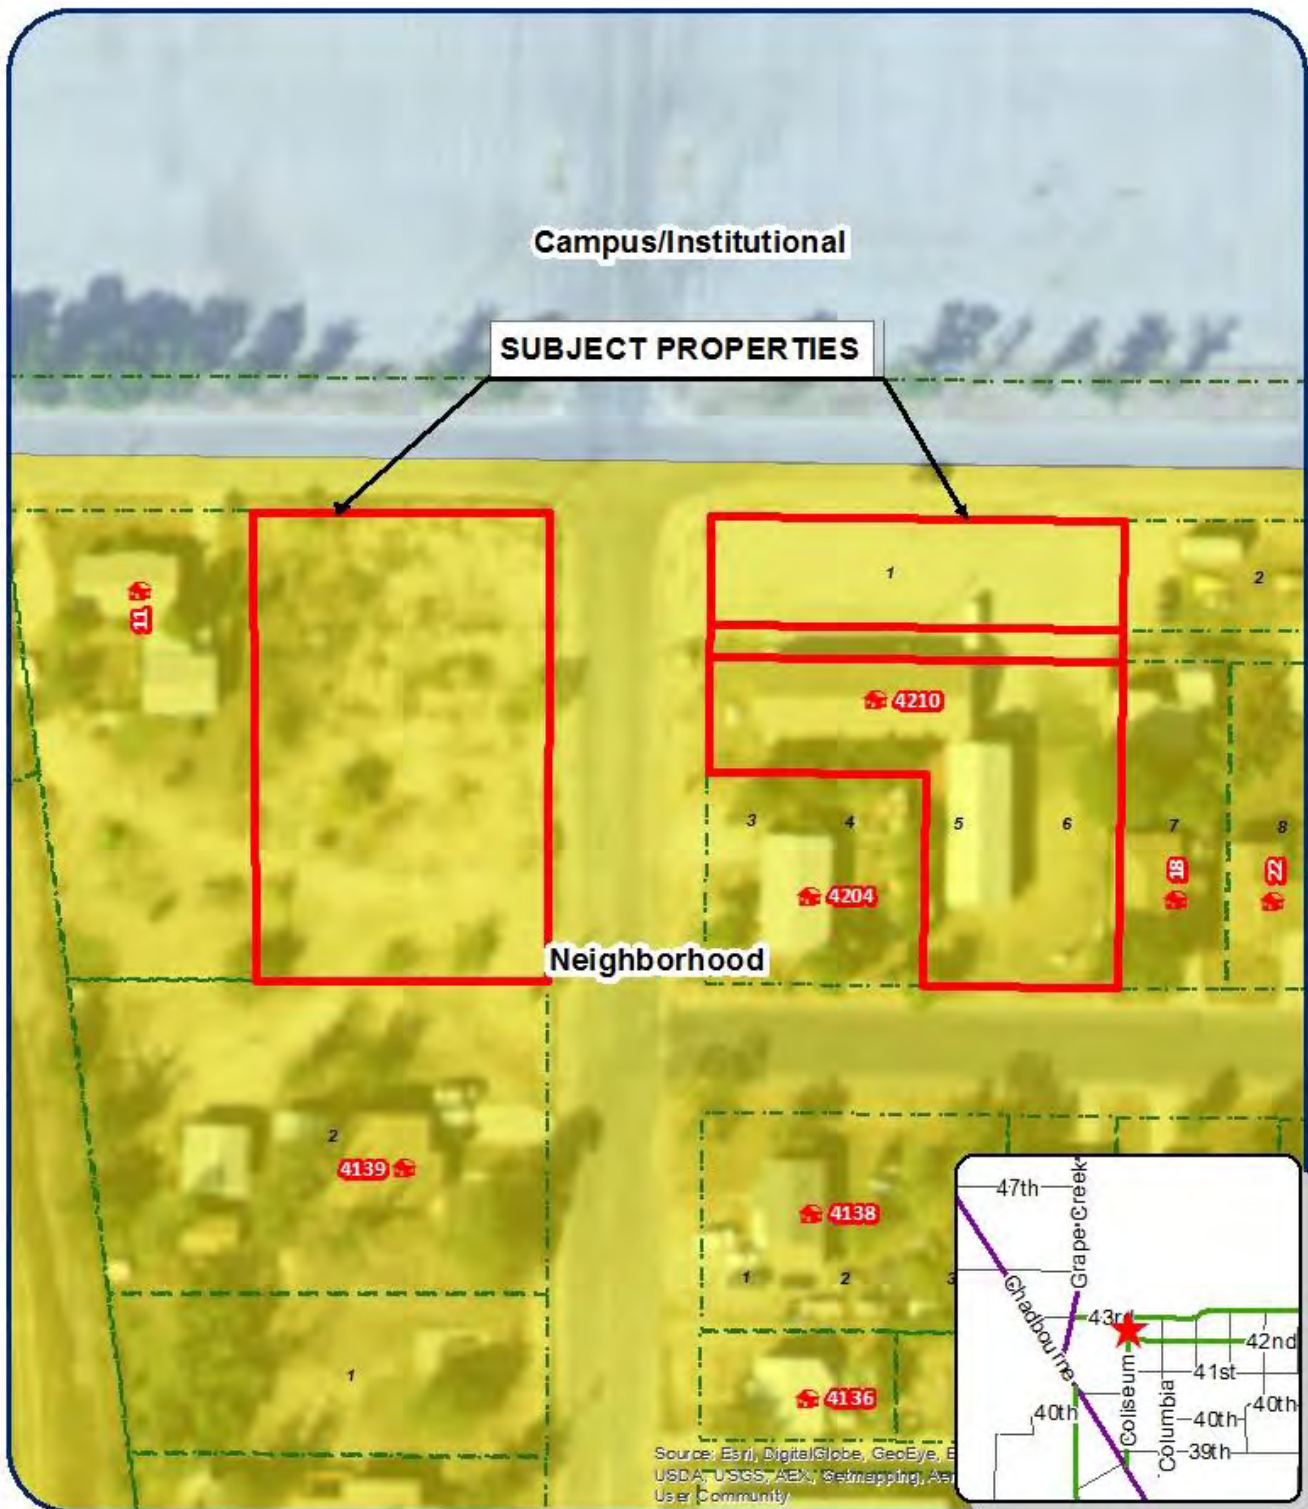 Campus/Institutional
SUBJECT PROPERTIES
1
2
11
4210
3
4
5
6
7
8
18
22
4204
Neighborhood
2
4139
4138
1
2
3
1
4136
47th
Grape Creek
Chadbourne
43rd
42nd
41st
Coliseum
Columbia
40th
40th
40th
39th
Source: Esri, DigitalGlobe, GeoEye, E
USDA, USGS, AEX, Getmapping, Aer
User Community